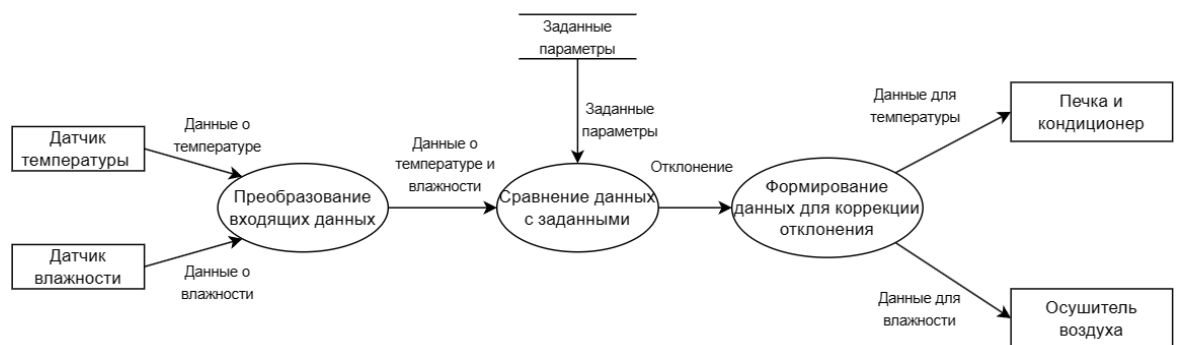 Заданные
параметры
Датчик
температуры
Данные о
температуре
Преобразование
входящих данных
Датчик
влажности
Данные о
влажности
Данные о
температуре и
влажности
Заданные
параметры
Сравнение данных
с заданными
Отклонение
Формирование
данных для коррекции
отклонения
Данные для
температуры
Печка и
кондиционер
Данные для
влажности
Осушитель
воздуха